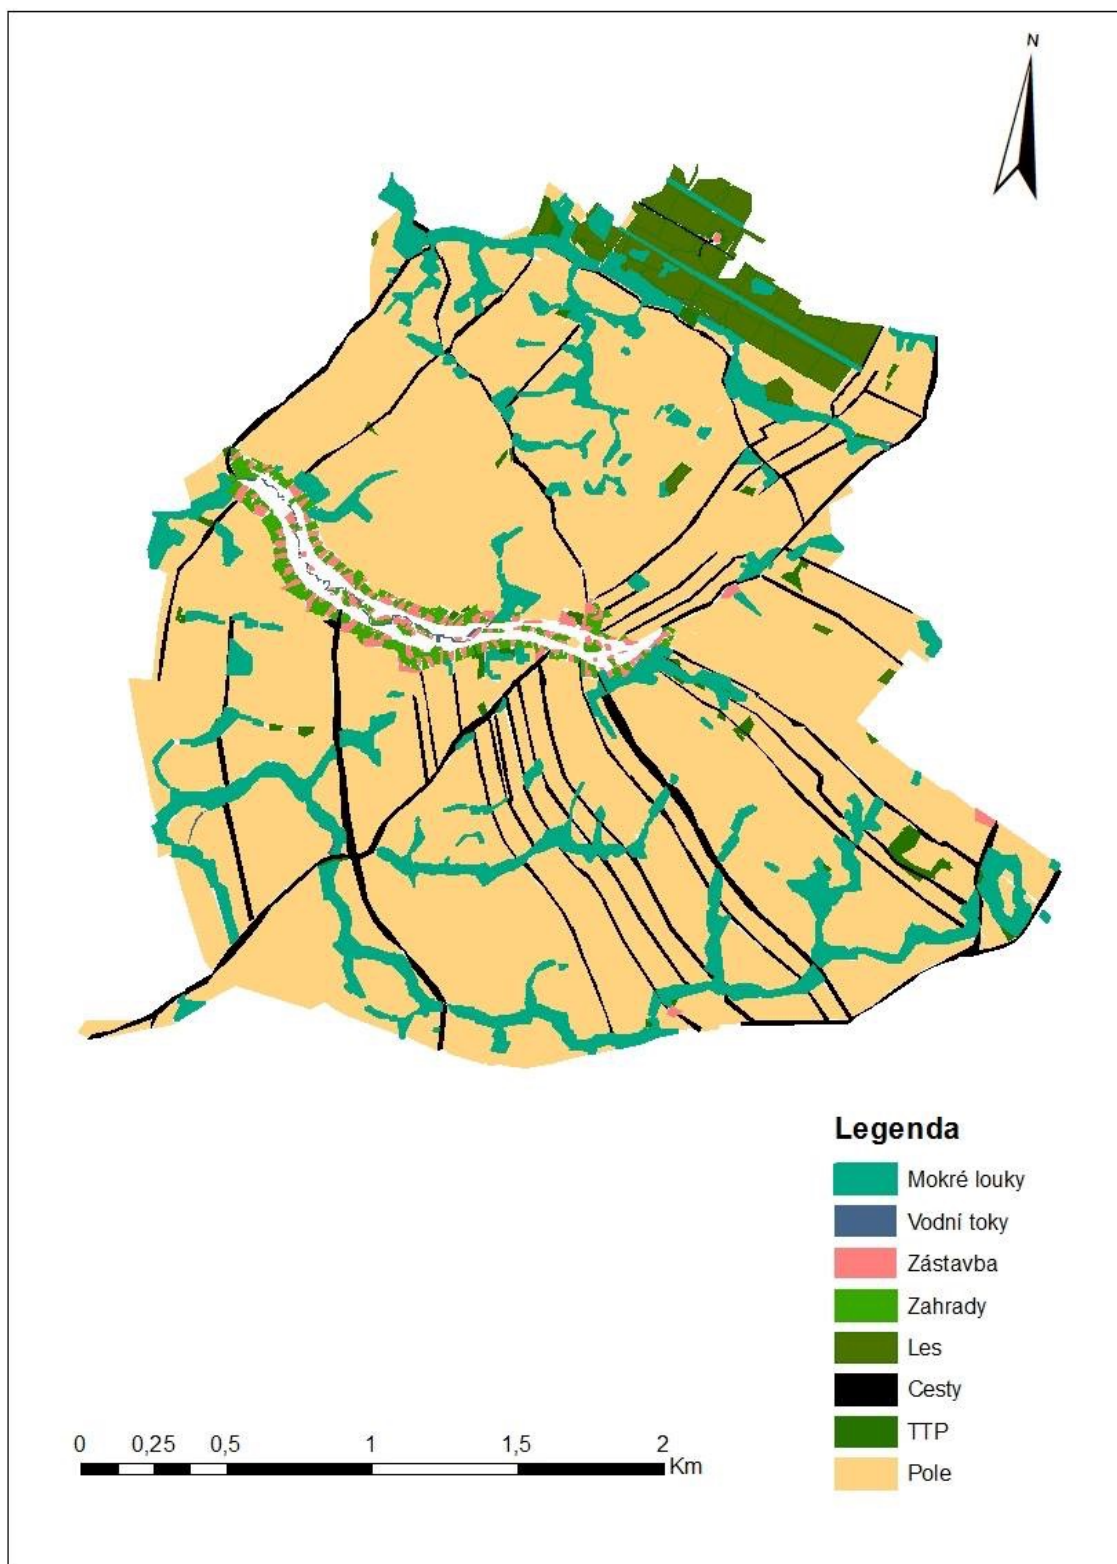 N
Legenda
Mokré louky
Vodní toky
Zástavba
Zahrady
Les
Cesty
TTP
Pole
0 0,25 0,5 1 1,5 2
Km